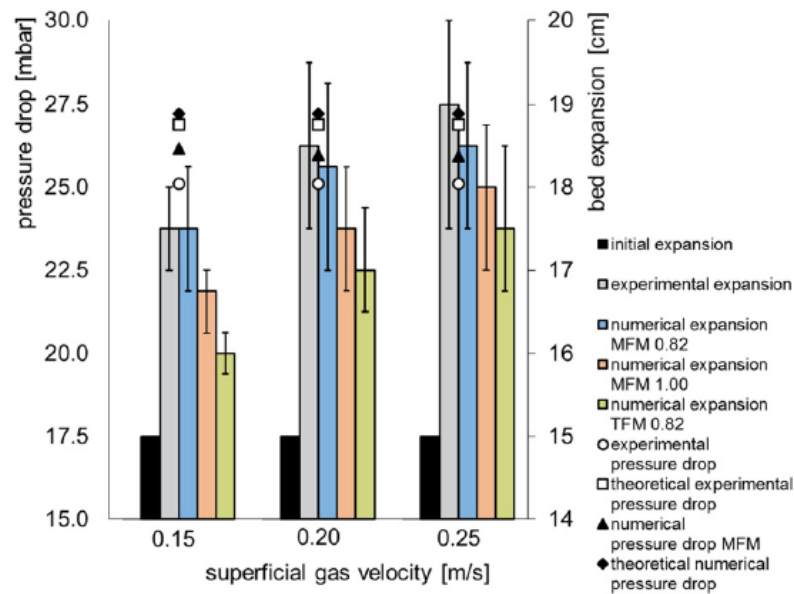 pressure drop [mbar]
30.0
27.5
25.0
22.5
20.0
17.5
15.0
0.15
0.20
0.25
superficial gas velocity [m/s]
20
19
18
17
16
15
14
bed expansion [cm]
initial expansion
experimental expansion
numerical expansion
MFM 0.82
numerical expansion
MFM 1.00
numerical expansion
TFM 0.82
experimental
pressure drop
theoretical experimental
pressure drop
numerical
pressure drop MFM
theoretical numerical
pressure drop